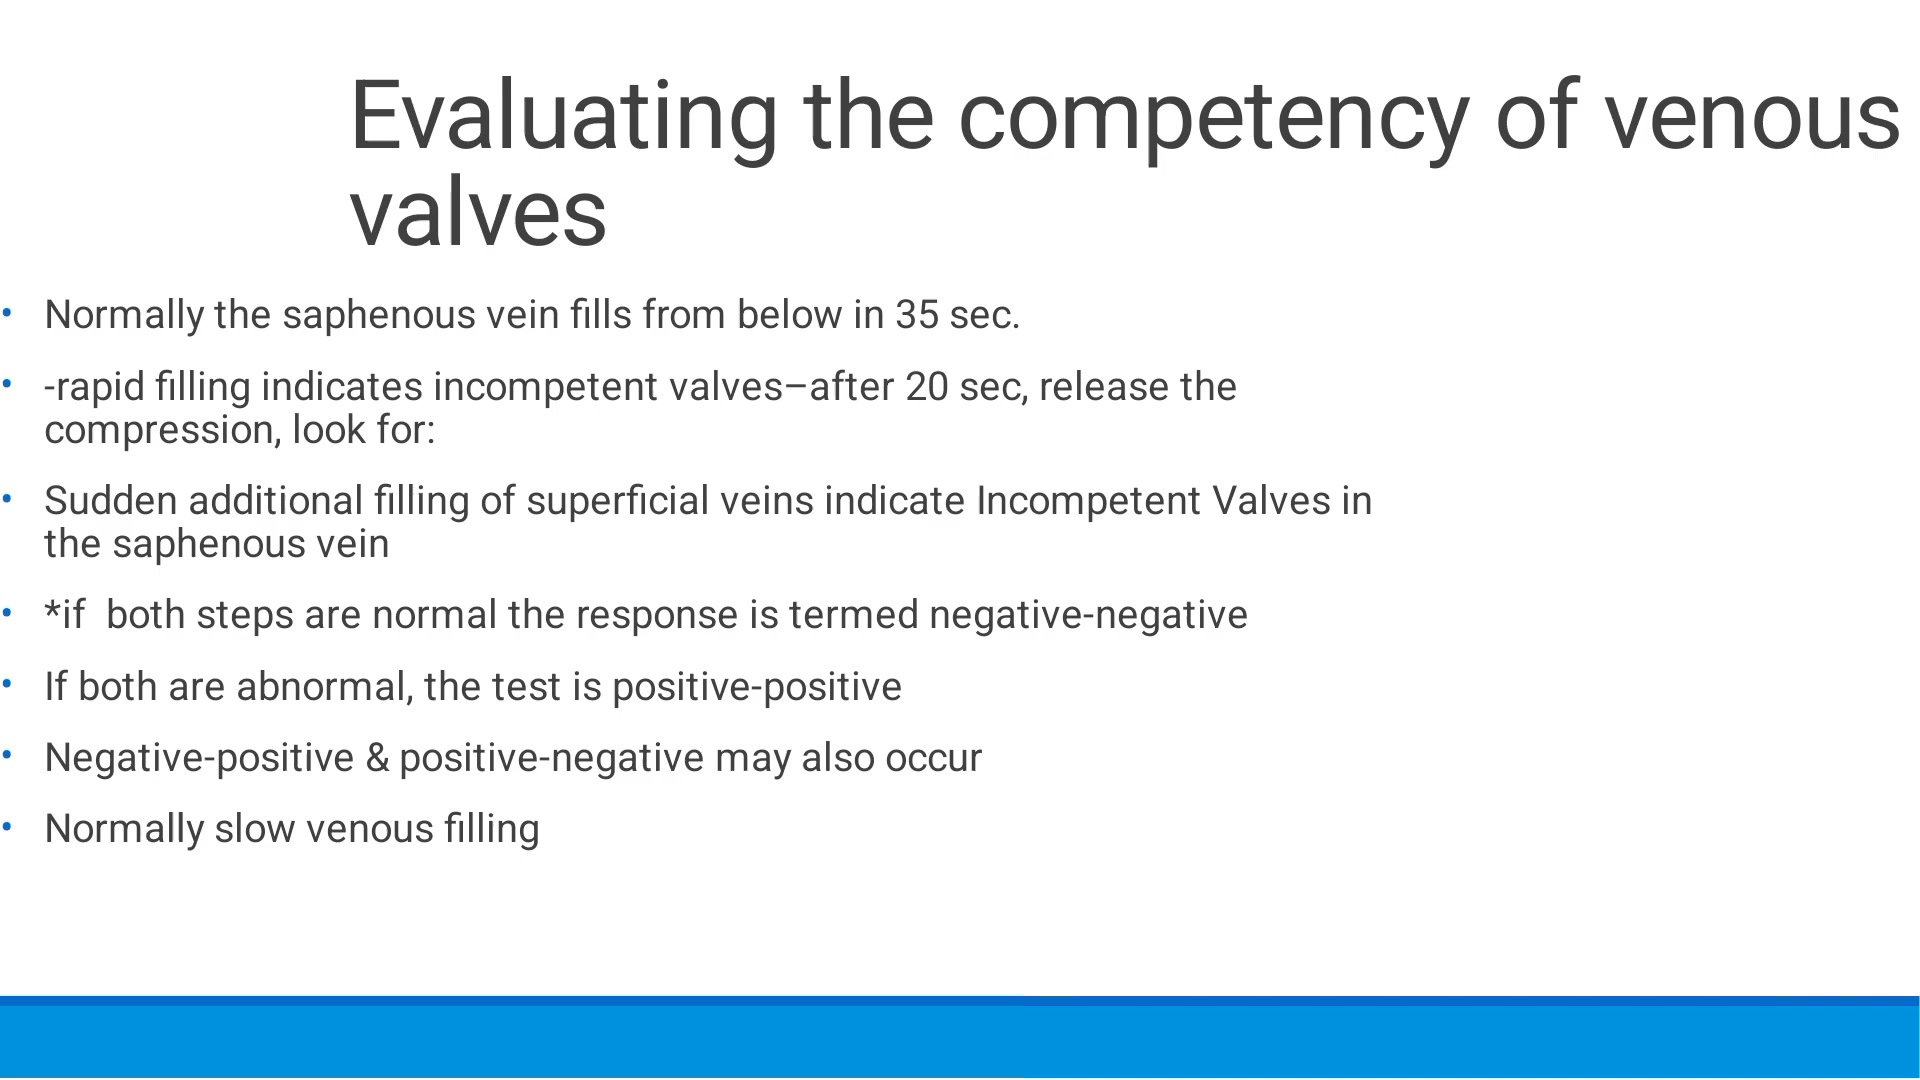 Evaluating the competency of venous
valves
• Normally the saphenous vein fills from below in 35 sec.
• -rapid filling indicates incompetent valves–after 20 sec, release the
compression, look for:
• Sudden additional filling of superficial veins indicate Incompetent Valves in
the saphenous vein
• *if  both steps are normal the response is termed negative-negative
• If both are abnormal, the test is positive-positive
• Negative-positive & positive-negative may also occur
• Normally slow venous filling